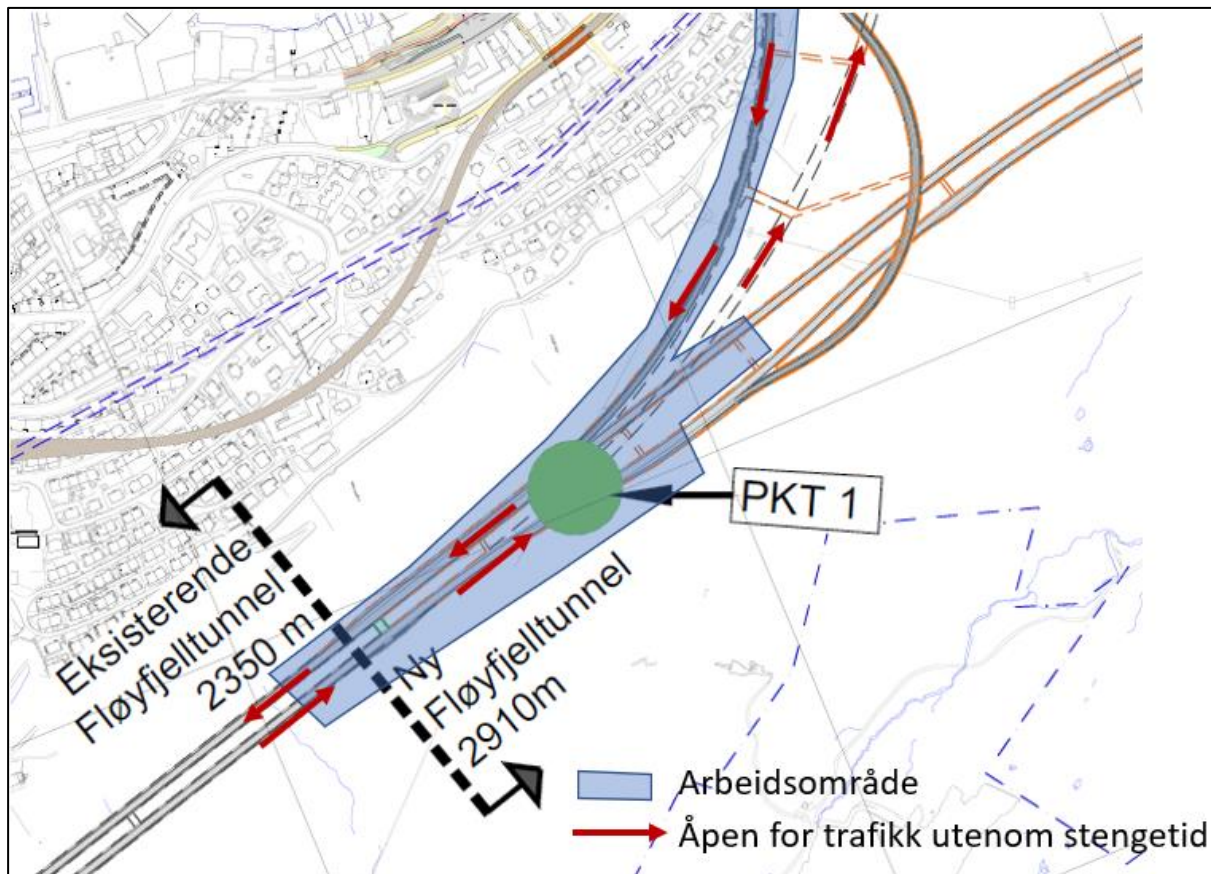 PKT 1
Eksisterende
Fløyfjelltunnel
2350 m
Ny
Fløyfjelltunnel
2910m
Arbeidsområde
Åpen for trafikk utenom stengetid